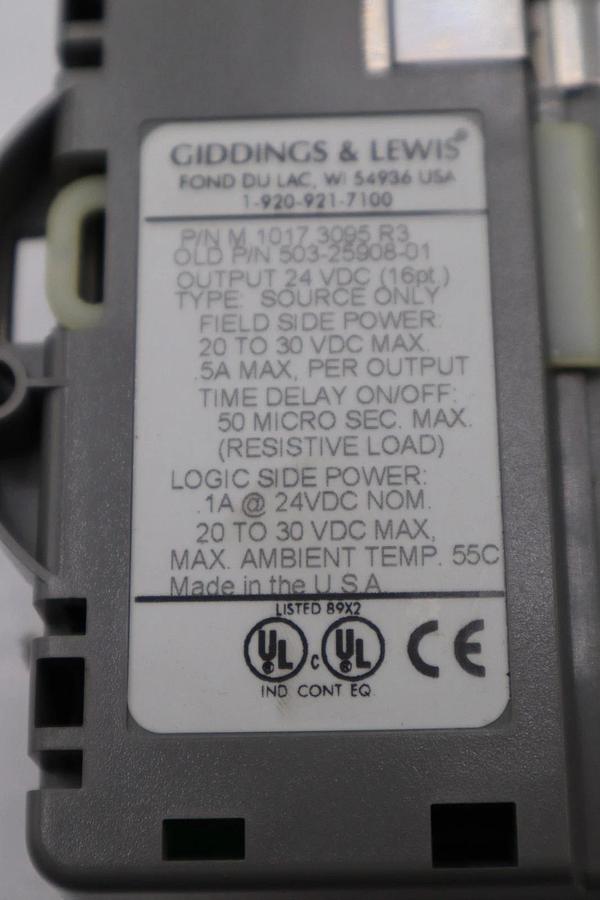 GIDDINGS & LEWIS®
FOND DU LAC, WI 54936 USA
1-920-921-7100
P/N M 1017 3095 R3
OLD P/N 503-25908-01
OUTPUT 24 VDC (16pt.)
TYPE: SOURCE ONLY
FIELD SIDE POWER:
20 TO 30 VDC MAX.
.5A MAX, PER OUTPUT
TIME DELAY ON/OFF:
50 MICRO SEC. MAX.
(RESISTIVE LOAD)
LOGIC SIDE POWER:
.1A @ 24VDC NOM.
20 TO 30 VDC MAX,
MAX. AMBIENT TEMP. 55C
Made in the U.S.A.
LISTED 89X2
UL® C UL® CE
IND CONT EQ.